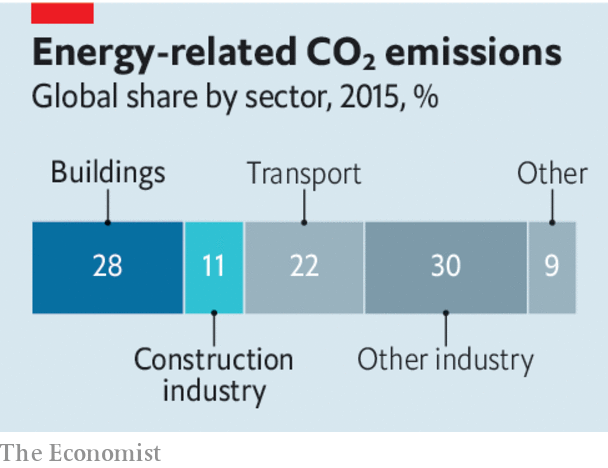 Energy-related CO₂ emissions
Global share by sector, 2015, %
Buildings Transport Other
28 11 22 30 9
Construction industry Other industry
The Economist